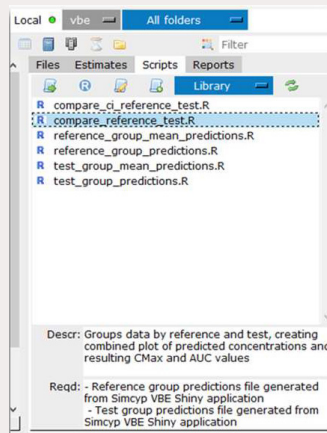 Local vbe All folders
Filter
Files Estimates Scripts Reports
Library
R compare_ci_reference_test.R
R compare_reference_test.R
R reference_group_mean_predictions.R
R reference_group_predictions.R
R test_group_mean_predictions.R
R test_group_predictions.R
Descr: Groups data by reference and test, creating
combined plot of predicted concentrations and
resulting CMax and AUC values
Reqd: - Reference group predictions file generated
from Simcyp VBE Shiny application
- Test group predictions file generated from
Simcyp VBE Shiny application